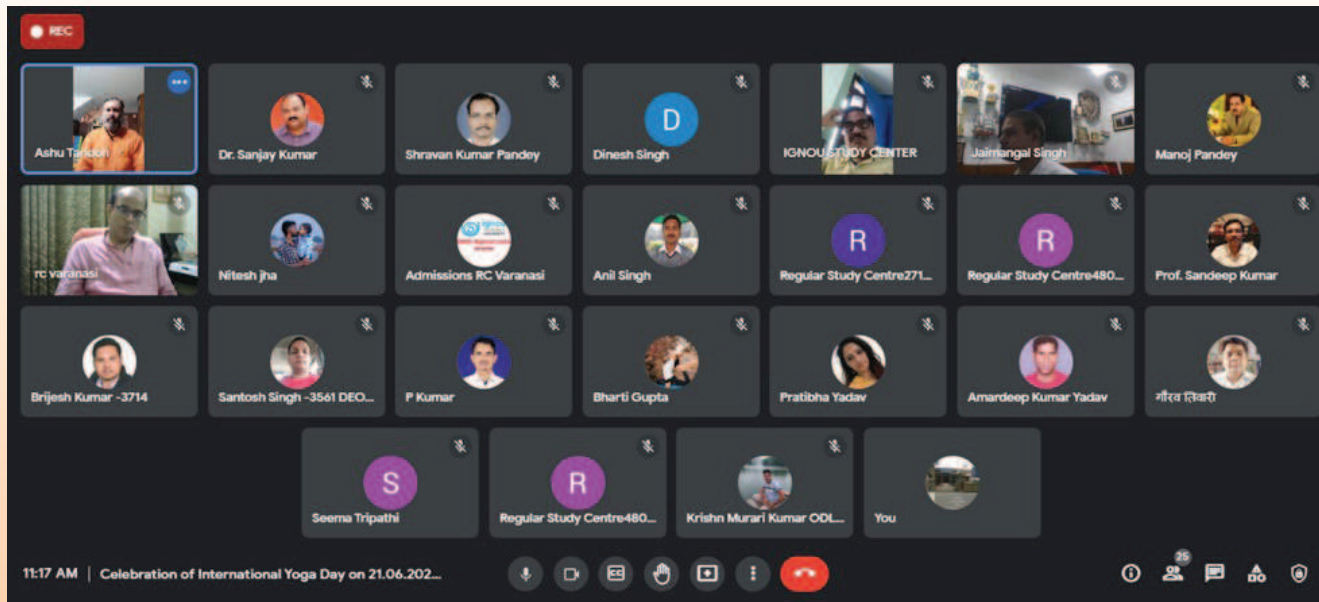 REC
Ashu Tandon
Dr. Sanjay Kumar
Shravan Kumar Pandey
D
Dinesh Singh
IGNOU STUDY CENTER
Jaimangal Singh
Manoj Pandey
rc varanasi
Nitesh jha
Admissions RC Varanasi
Anil Singh
R
Regular Study Centre271...
R
Regular Study Centre480...
Prof. Sandeep Kumar
Brijesh Kumar -3714
Santosh Singh -3561 DEO...
P Kumar
Bharti Gupta
Pratibha Yadav
Amardeep Kumar Yadav
गौरव तिवारी
S
Seema Tripathi
R
Regular Study Centre480...
Krishn Murari Kumar ODL...
You
11:17 AM | Celebration of International Yoga Day on 21.06.202...
CC
25